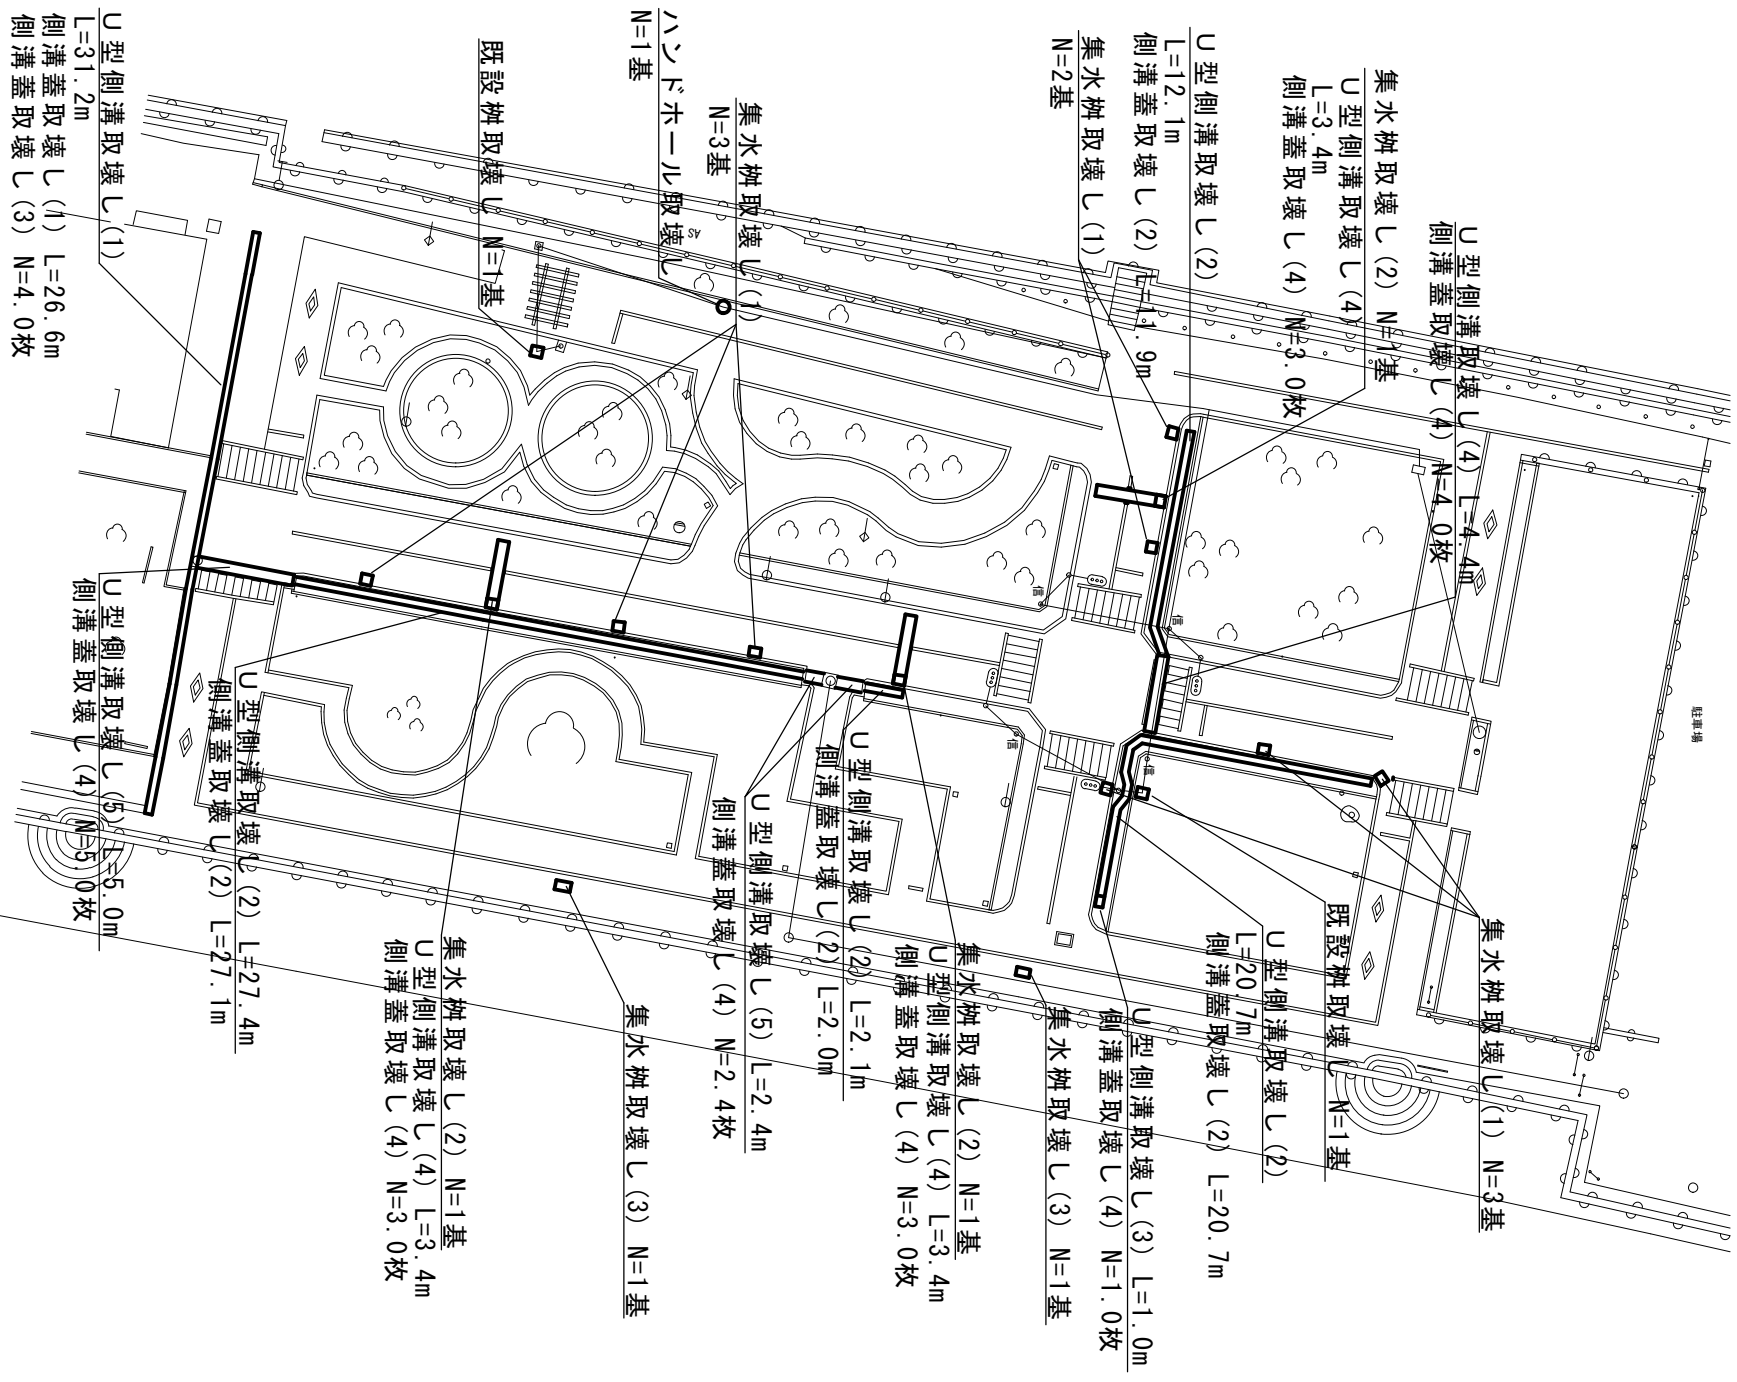 U型側溝取壊し(1)
L=31.2m
側溝蓋取壊し(1) L=26.6m
側溝蓋取壊し(3) N=4.0枚
既設桝取壊し N=1基
ハンドホール取壊し
N=1基
集水桝取壊し(1)
N=3基
集水桝取壊し(1)
N=2基
U型側溝取壊し(2)
L=12.1m
側溝蓋取壊し(2) L=11.9m
集水桝取壊し(2) N=1基
U型側溝取壊し(4)
L=3.4m
側溝蓋取壊し(4) N=3.0枚
U型側溝取壊し(4) L=4.4m
側溝蓋取壊し(4) N=4.0枚
AS
信
信
信
信
駐車場
U型側溝取壊し(5) L=5.0m
側溝蓋取壊し(4) N=5.0枚
U型側溝取壊し(2) L=27.4m
側溝蓋取壊し(2) L=27.1m
集水桝取壊し(2) N=1基
U型側溝取壊し(4) L=3.4m
側溝蓋取壊し(4) N=3.0枚
集水桝取壊し(3) N=1基
U型側溝取壊し(5) L=2.4m
側溝蓋取壊し(4) N=2.4枚
U型側溝取壊し(2) L=2.1m
側溝蓋取壊し(2) L=2.0m
集水桝取壊し(2) N=1基
U型側溝取壊し(4) L=3.4m
側溝蓋取壊し(4) N=3.0枚
集水桝取壊し(3) N=1基
U型側溝取壊し(3) L=1.0m
側溝蓋取壊し(4) N=1.0枚
U型側溝取壊し(2)
L=20.7m
側溝蓋取壊し(2) L=20.7m
既設桝取壊し N=1基
集水桝取壊し(1) N=3基